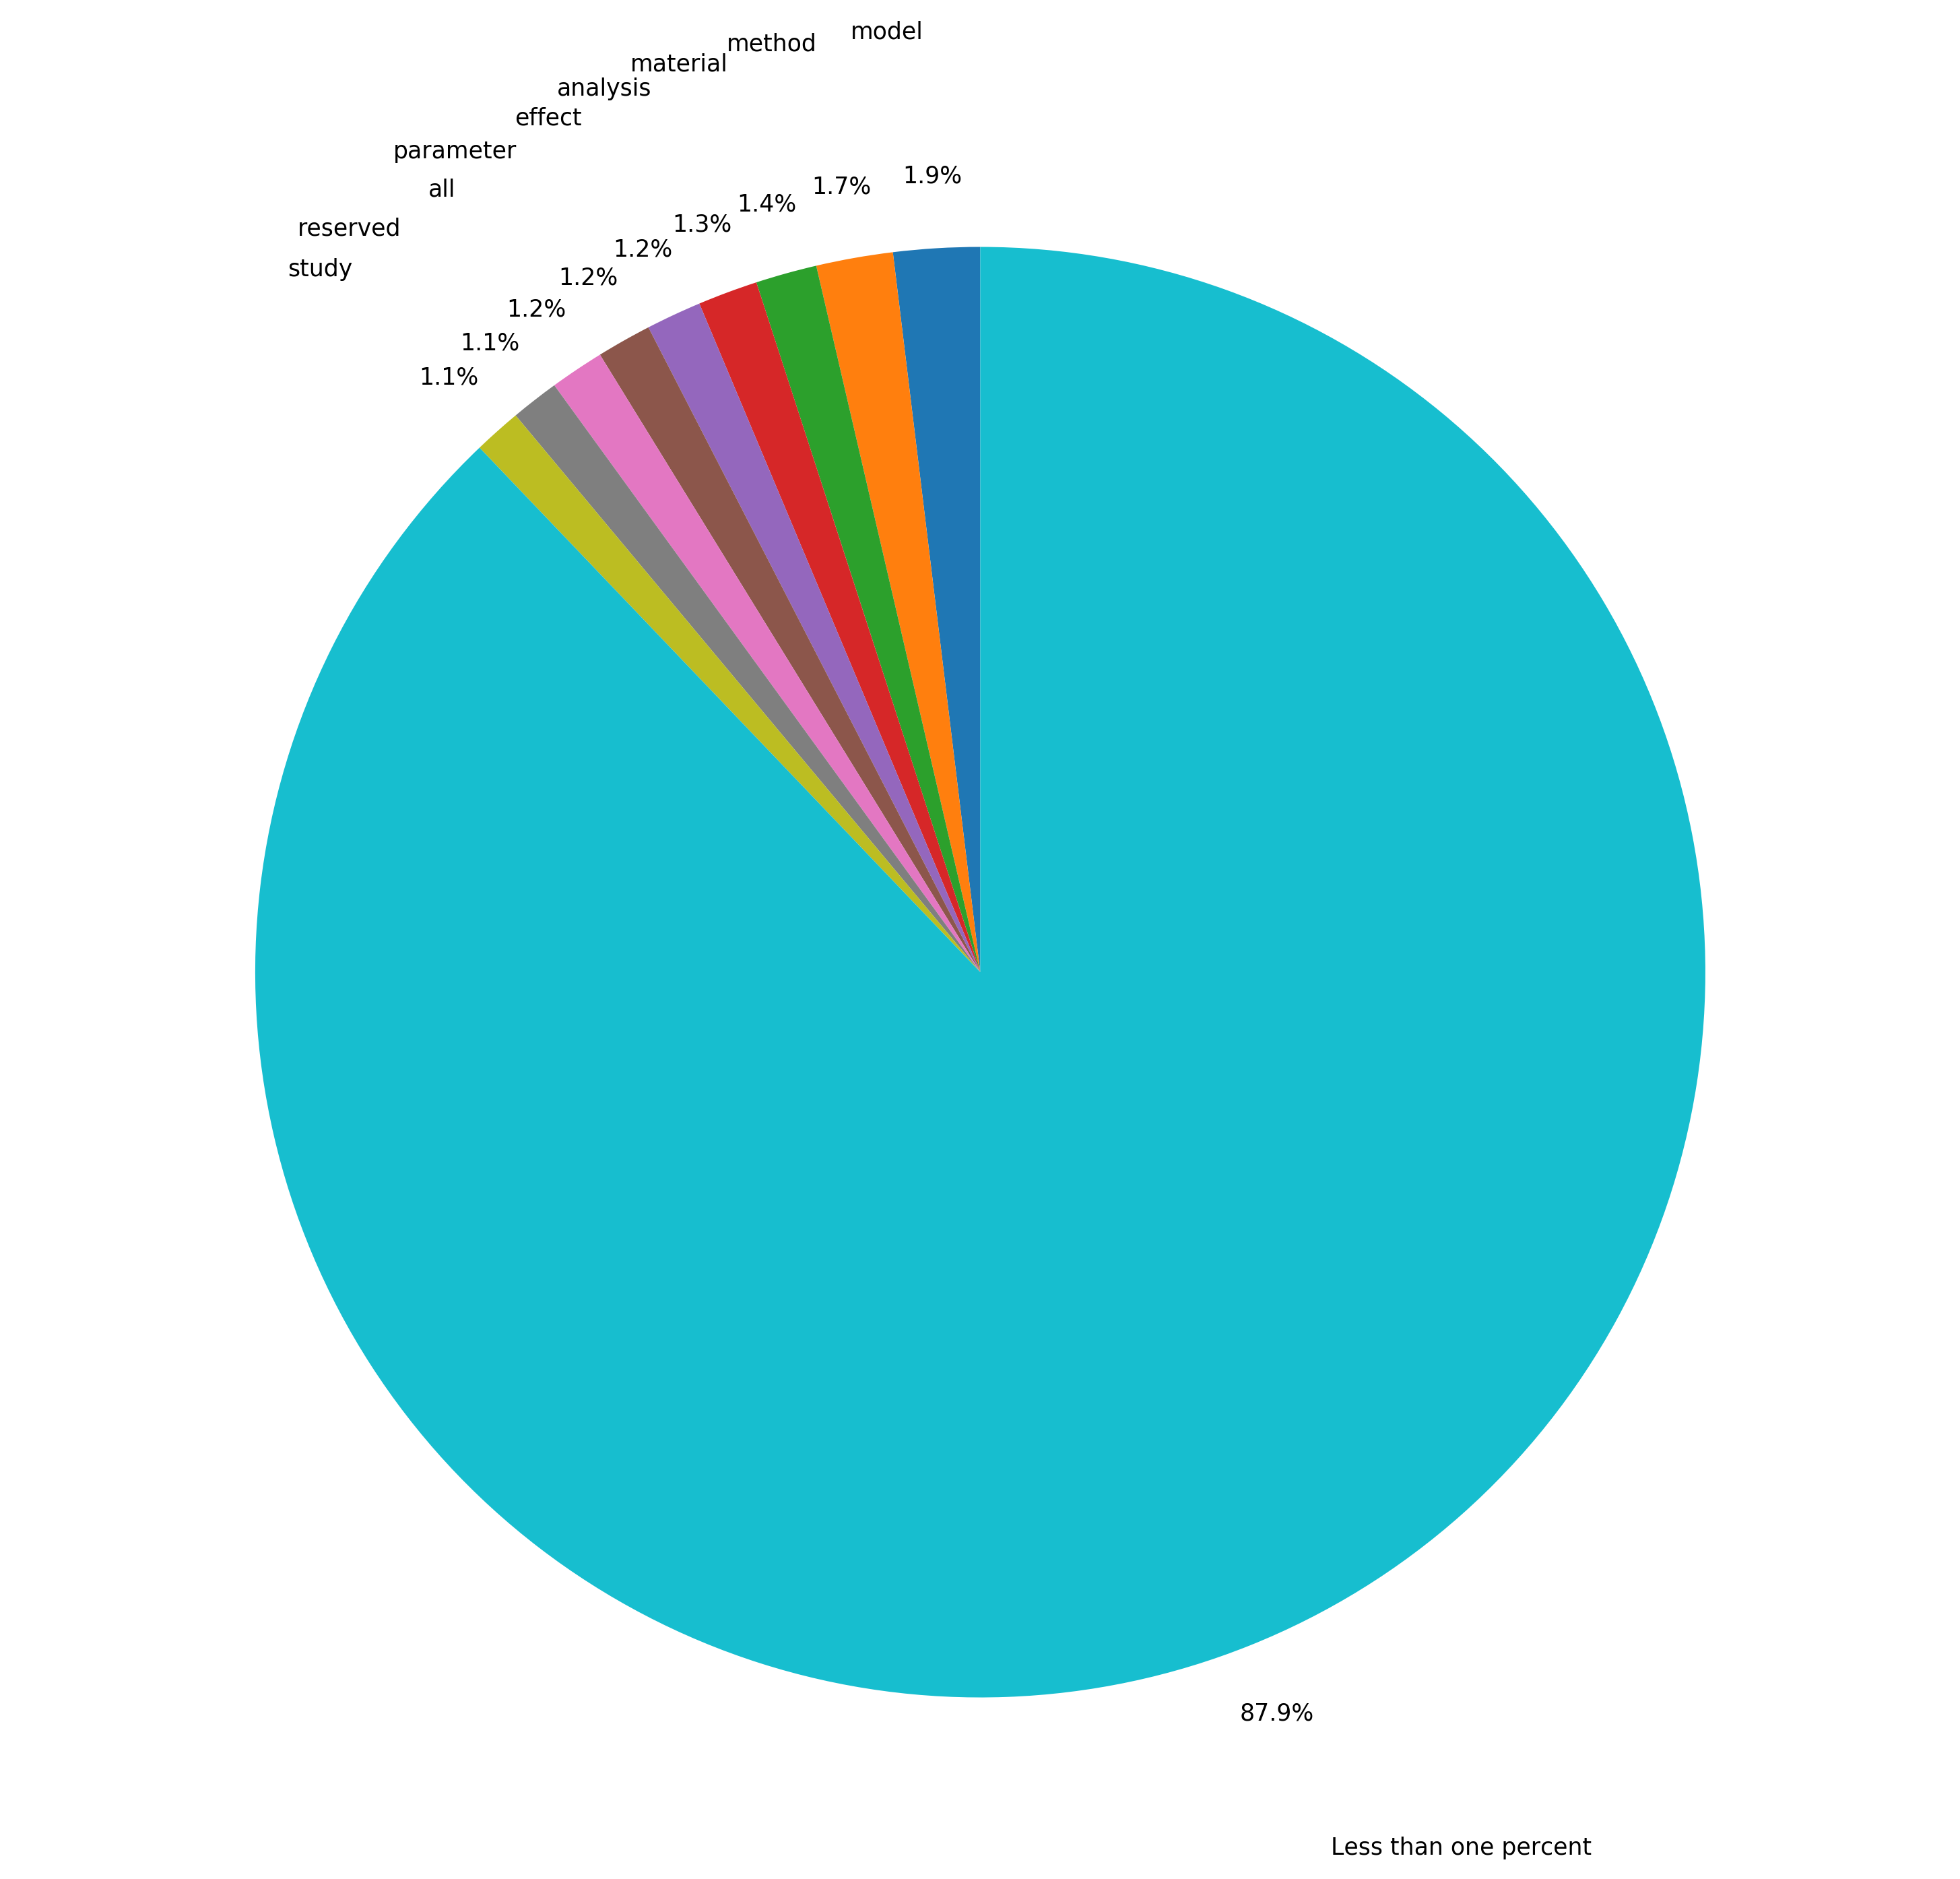 model
method
material
analysis
effect
parameter
all
reserved
study
1.9%
1.7%
1.4%
1.3%
1.2%
1.2%
1.2%
1.1%
1.1%
87.9%
Less than one percent